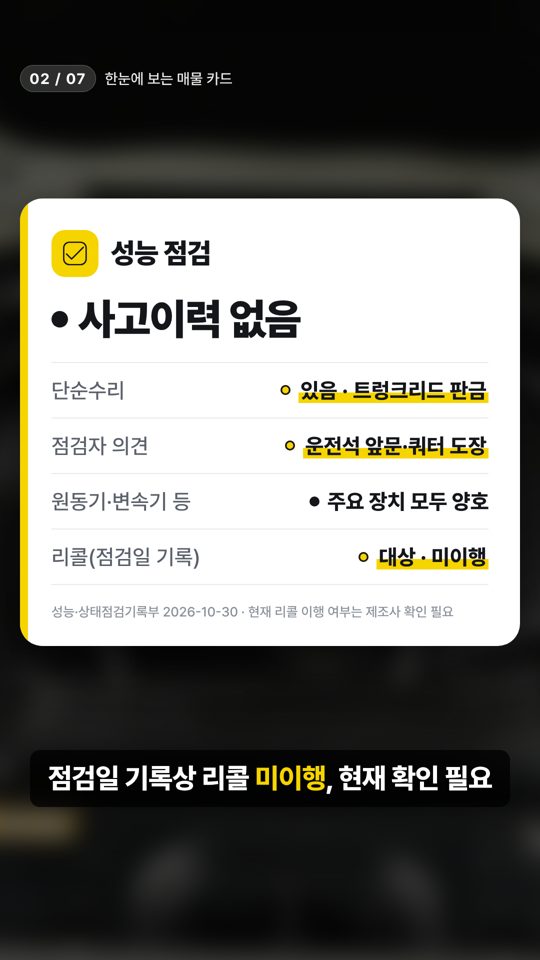 02 / 07 한눈에 보는 매물 카드
성능 점검
• 사고이력 없음
단순수리 있음 · 트렁크리드 판금
점검자 의견 운전석 앞문·쿼터 도장
원동기·변속기 등 • 주요 장치 모두 양호
리콜(점검일 기록) 대상 · 미이행
성능·상태점검기록부 2026-10-30 · 현재 리콜 이행 여부는 제조사 확인 필요
점검일 기록상 리콜 미이행, 현재 확인 필요